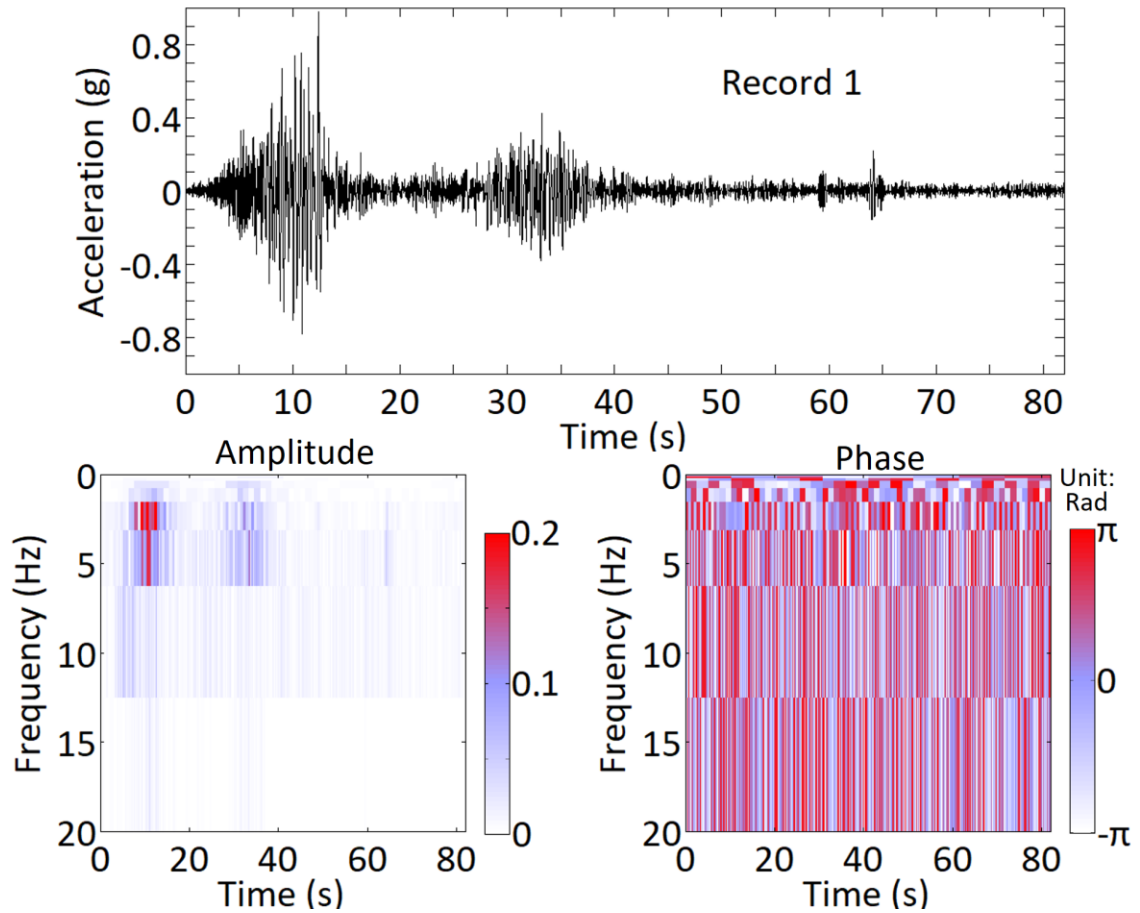 Record 1
Acceleration (g)
0.8
0.4
0
-0.4
-0.8
0 10 20 30 40 50 60 70 80
Time (s)
Amplitude
Frequency (Hz)
0
5
10
15
20
0 20 40 60 80
Time (s)
0.2
0.1
0
Phase
Frequency (Hz)
0
5
10
15
20
0 20 40 60 80
Time (s)
Unit:
Rad
π
0
-π